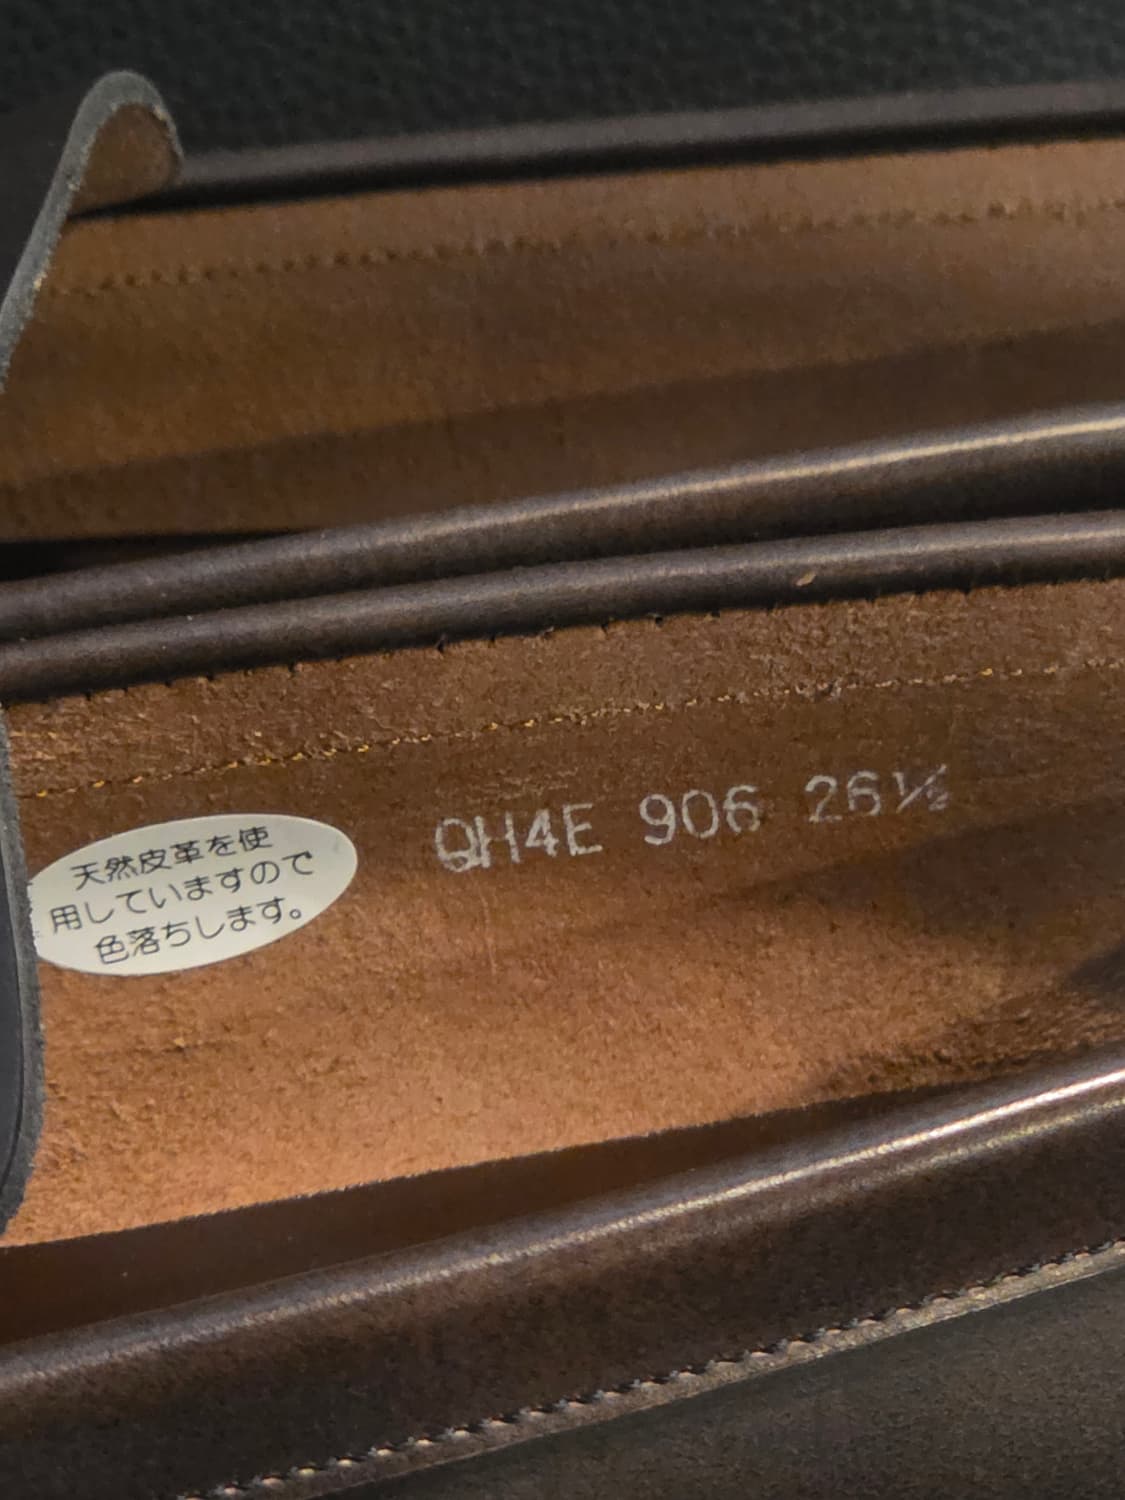 天然皮革を使
用していますので
色落ちします。
QH4E 906 26½